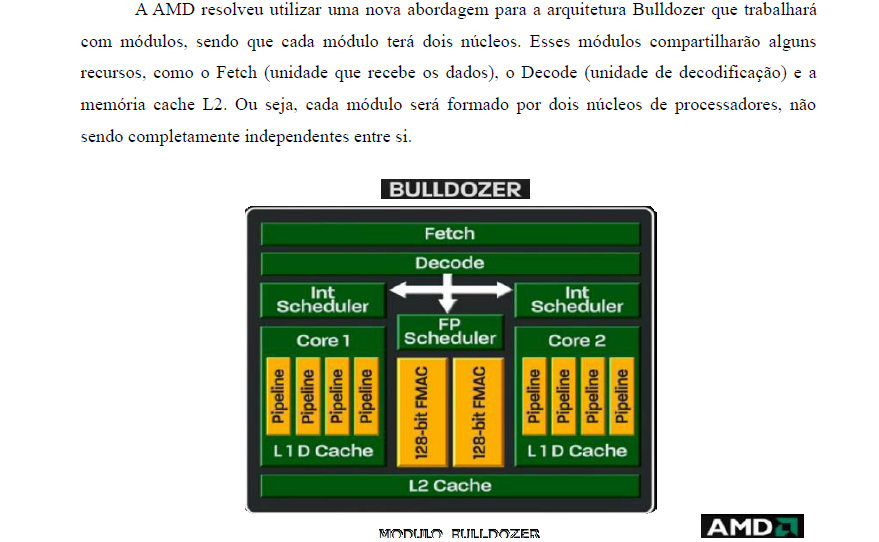 A AMD resolveu utilizar uma nova abordagem para a arquitetura Bulldozer que trabalhará
com módulos, sendo que cada módulo terá dois núcleos. Esses módulos compartilharão alguns
recursos, como o Fetch (unidade que recebe os dados), o Decode (unidade de decodificação) e a
memória cache L2. Ou seja, cada módulo será formado por dois núcleos de processadores, não
sendo completamente independentes entre si.
BULLDOZER
Fetch
Decode
Int
Scheduler
FP
Scheduler
Int
Scheduler
Core 1
Pipeline
Pipeline
Pipeline
Pipeline
L1D Cache
128-bit FMAC
128-bit FMAC
Core 2
Pipeline
Pipeline
Pipeline
Pipeline
L1D Cache
L2 Cache
MODULO BULLDOZER
AMD